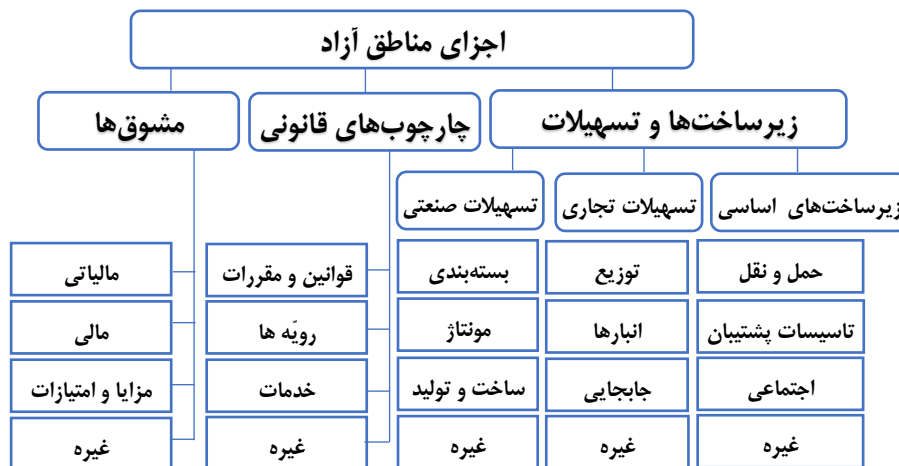 اجزای مناطق آزاد
زیرساخت‌ها و تسهیلات
چارچوب‌های قانونی
مشوق‌ها
زیرساخت‌های اساسی
تسهیلات تجاری
تسهیلات صنعتی
حمل و نقل
توزیع
بسته‌بندی
قوانین و مقررات
مالیاتی
تاسیسات پشتیبان
انبارها
مونتاژ
رویّه ها
مالی
اجتماعی
جابجایی
ساخت و تولید
خدمات
مزایا و امتیازات
غیره
غیره
غیره
غیره
غیره